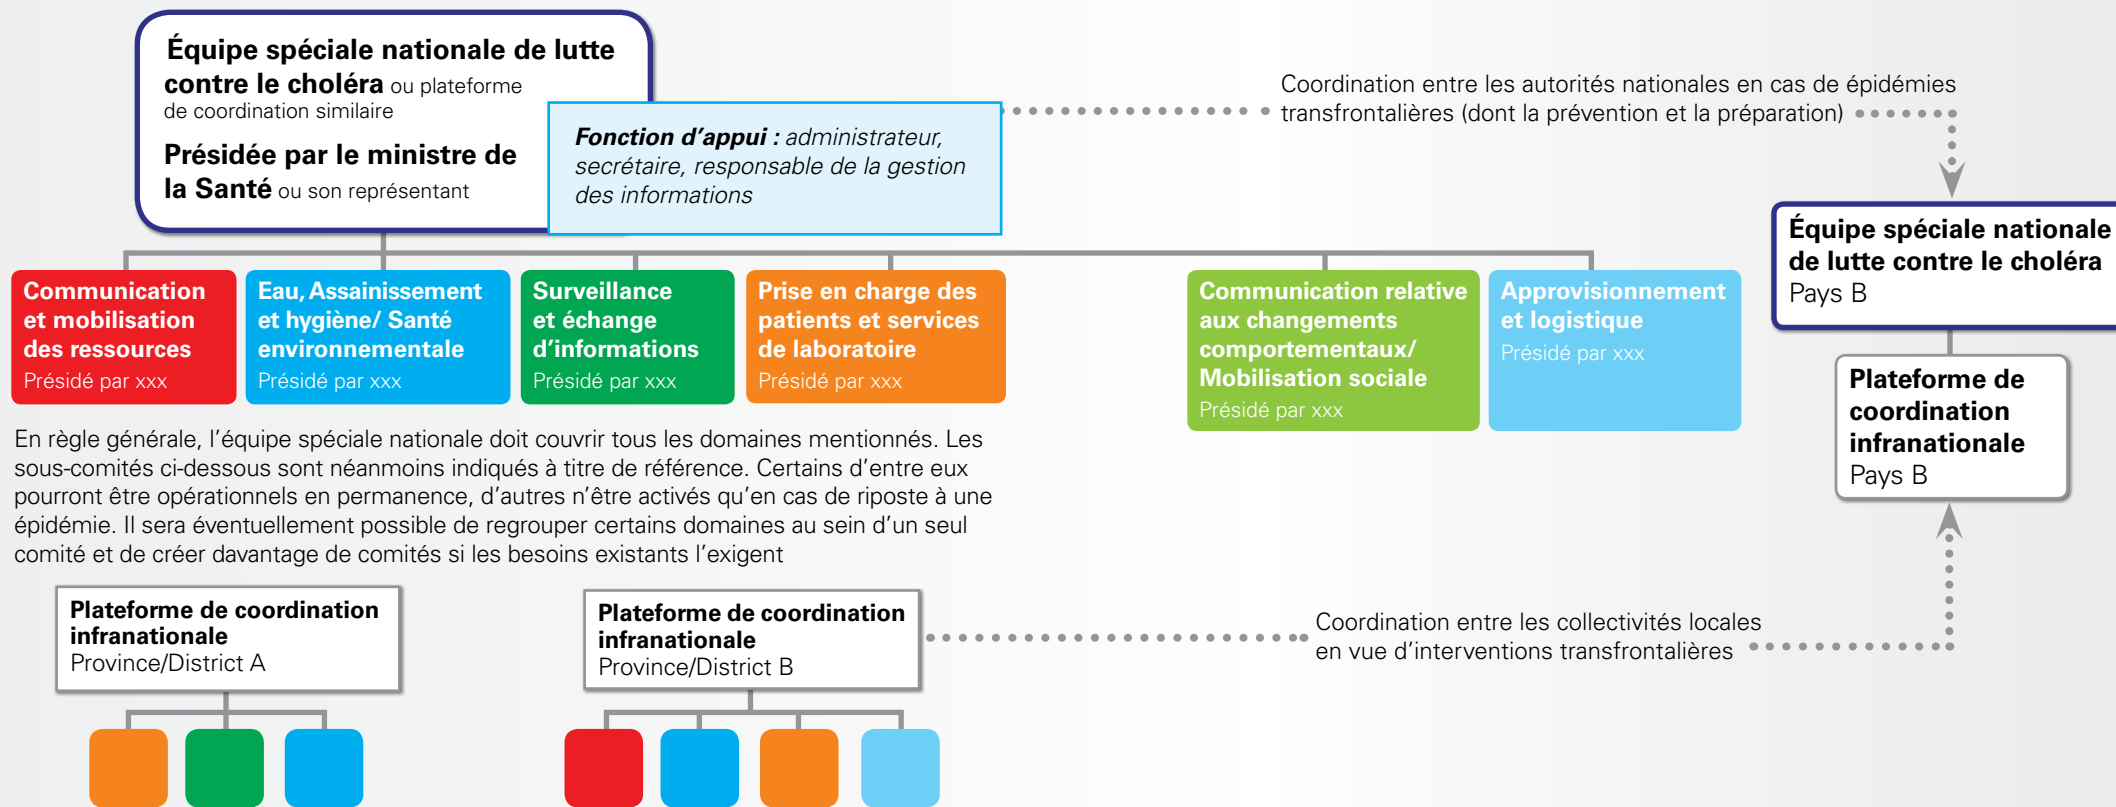 Équipe spéciale nationale de lutte
contre le choléra ou plateforme
de coordination similaire
Présidée par le ministre de
la Santé ou son représentant
Fonction d'appui : administrateur,
secrétaire, responsable de la gestion
des informations
Coordination entre les autorités nationales en cas de épidémies
transfrontalières (dont la prévention et la préparation)
Équipe spéciale nationale
de lutte contre le choléra
Pays B
Plateforme de
coordination
infranationale
Pays B
Communication
et mobilisation
des ressources
Présidé par xxx
Eau, Assainissement
et hygiène/ Santé
environnementale
Présidé par xxx
Surveillance
et échange
d'informations
Présidé par xxx
Prise en charge des
patients et services
de laboratoire
Présidé par xxx
Communication relative
aux changements
comportementaux/
Mobilisation sociale
Présidé par xxx
Approvisionnement
et logistique
Présidé par xxx
En règle générale, l'équipe spéciale nationale doit couvrir tous les domaines mentionnés. Les
sous-comités ci-dessous sont néanmoins indiqués à titre de référence. Certains d'entre eux
pourront être opérationnels en permanence, d'autres n'être activés qu'en cas de riposte à une
épidémie. Il sera éventuellement possible de regrouper certains domaines au sein d'un seul
comité et de créer davantage de comités si les besoins existants l'exigent
Plateforme de coordination
infranationale
Province/District A
Plateforme de coordination
infranationale
Province/District B
Coordination entre les collectivités locales
en vue d'interventions transfrontalières